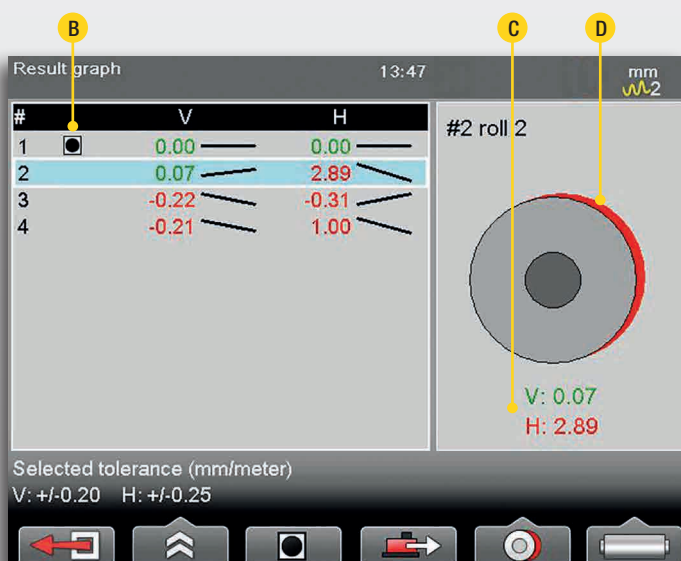 B C D
Result graph 13:47 mm
2
# V H
1 0.00 0.00
2 0.07 2.89
3 -0.22 -0.31
4 -0.21 1.00
#2 roll 2
V: 0.07
H: 2.89
Selected tolerance (mm/meter)
V: +/-0.20 H: +/-0.25